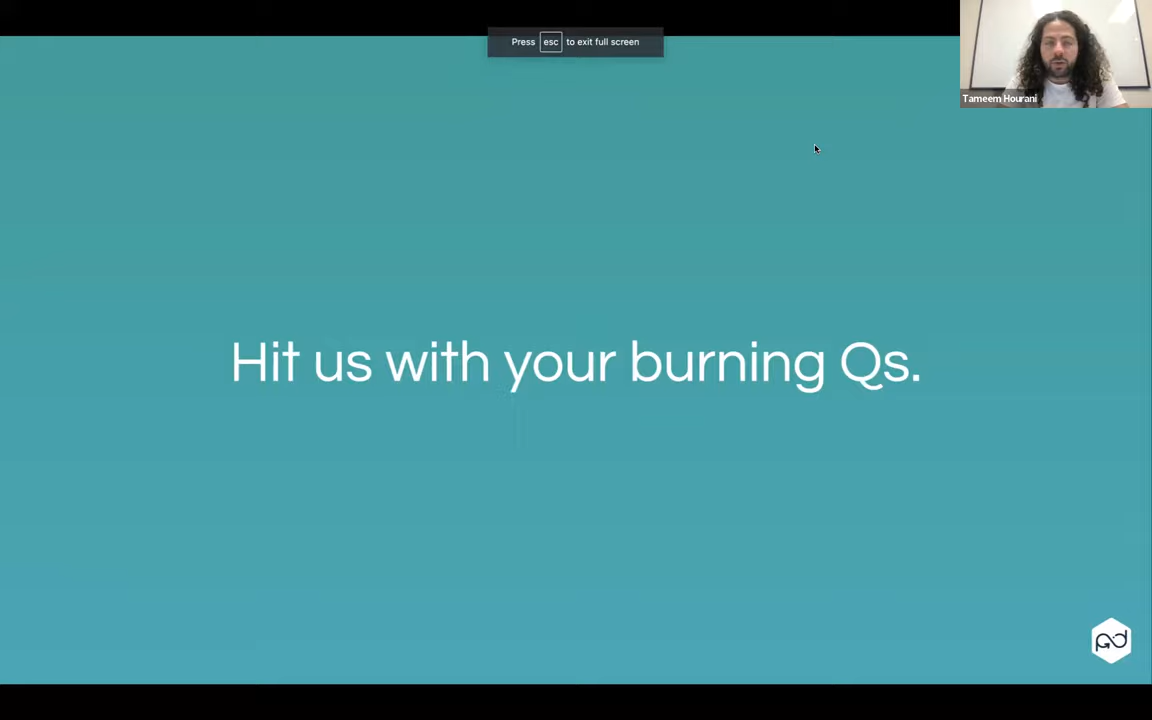 Press esc to exit full screen
Tameem Hourani
Hit us with your burning Qs.